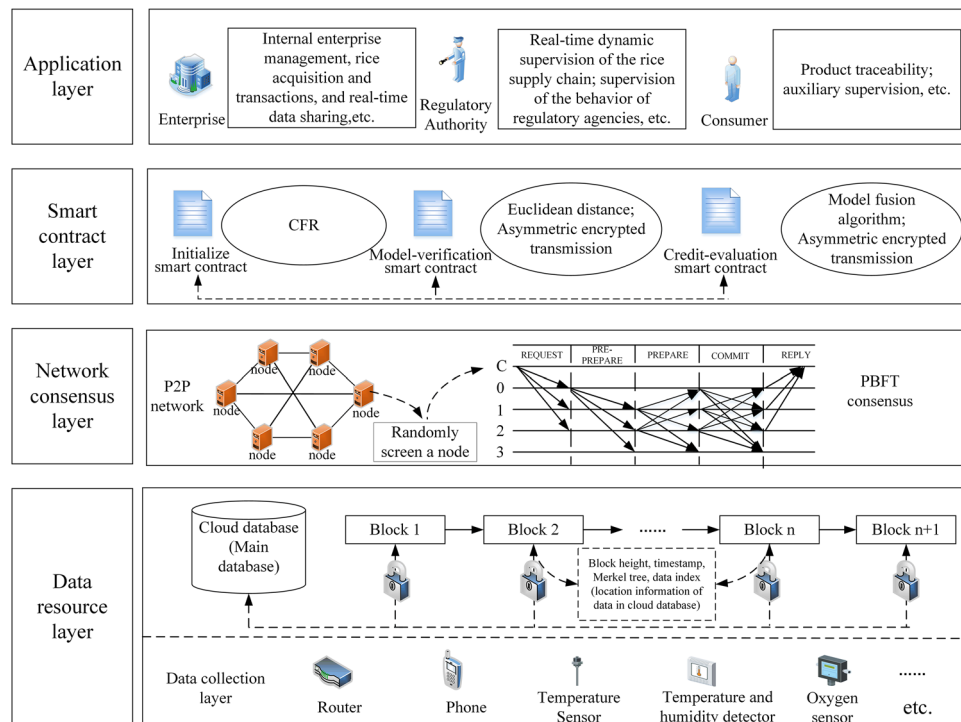 Application
layer
Enterprise
Internal enterprise
management, rice
acquisition and
transactions, and real-time
data sharing,etc.
Regulatory
Authority
Real-time dynamic
supervision of the rice
supply chain; supervision
of the behavior of
regulatory agencies, etc.
Consumer
Product traceability;
auxiliary supervision, etc.
Smart
contract
layer
Initialize
smart contract
CFR
Model-verification
smart contract
Euclidean distance;
Asymmetric encrypted
transmission
Credit-evaluation
smart contract
Model fusion
algorithm;
Asymmetric encrypted
transmission
Network
consensus
layer
P2P
network
node
node
node
node
node
node
Randomly
screen a node
REQUEST
PRE-
PREPARE
PREPARE
COMMIT
REPLY
C
0
1
2
3
PBFT
consensus
Data
resource
layer
Cloud database
(Main
database)
Block 1
Block 2
......
Block n
Block n+1
Block height, timestamp,
Merkel tree, data index
(location information of
data in cloud database)
Data collection
layer
Router
Phone
Temperature
Sensor
Temperature and
humidity detector
Oxygen
sensor
......
etc.